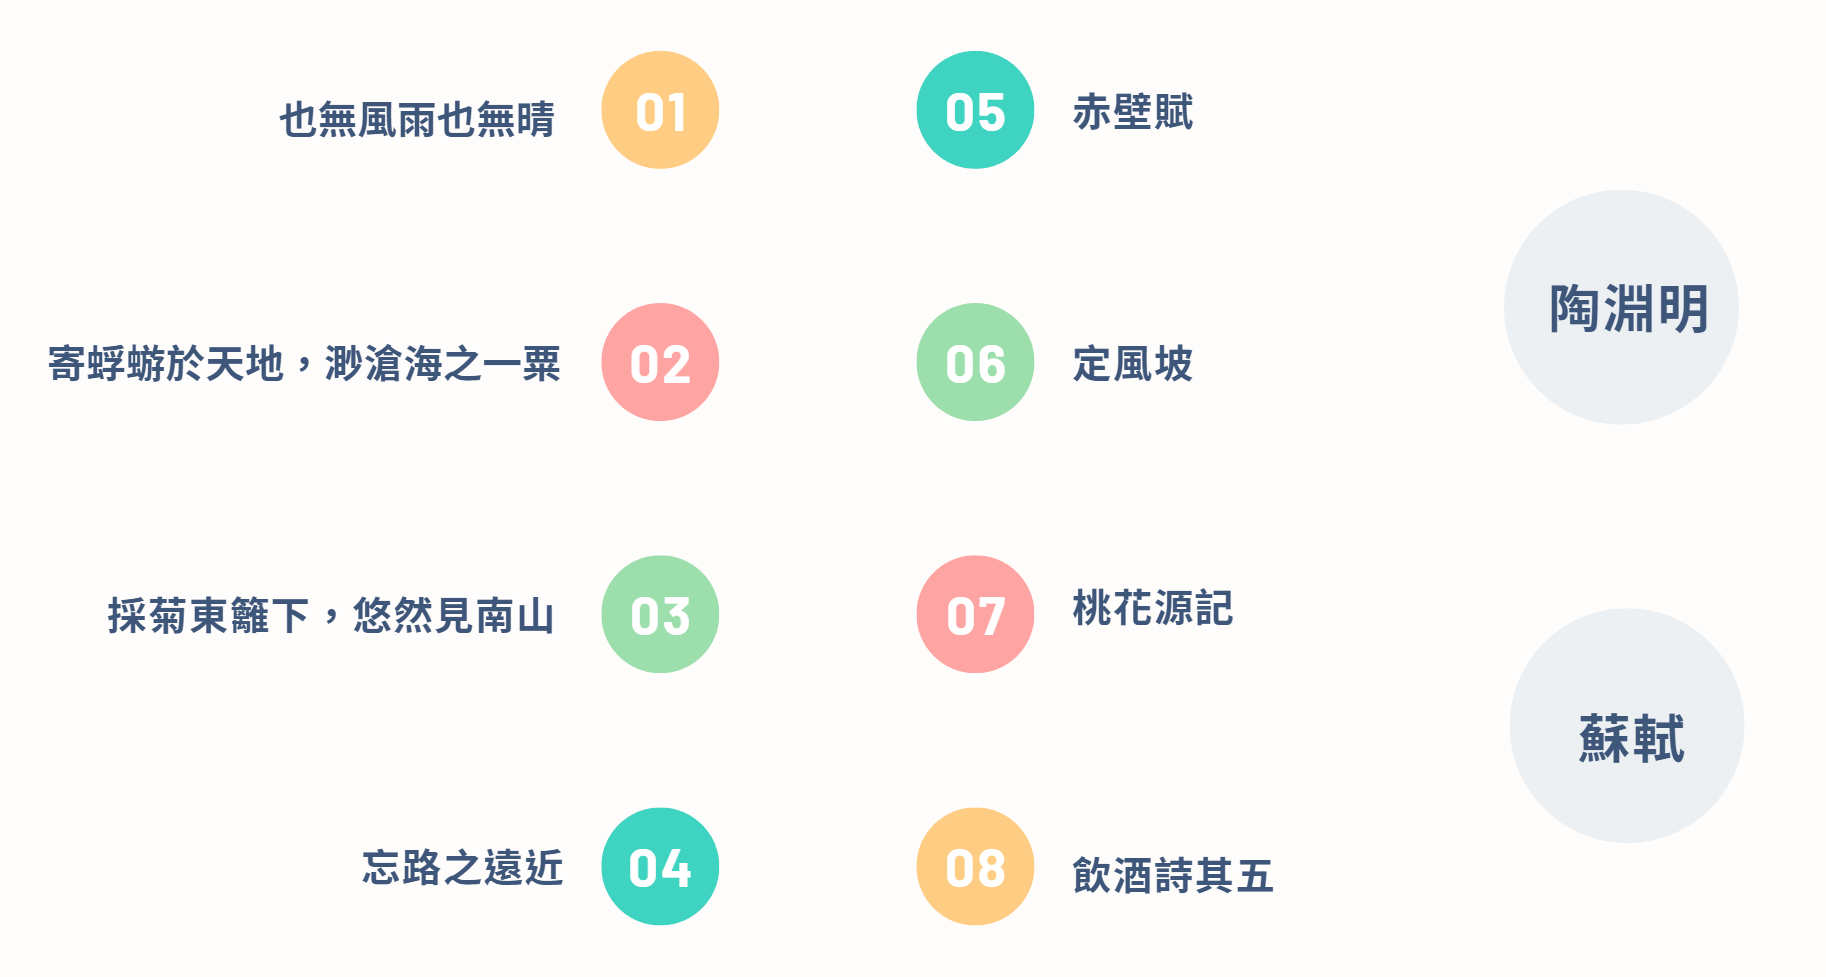 也無風雨也無晴
01
05
赤壁賦
陶淵明
寄蜉蝣於天地，渺滄海之一粟
02
06
定風坡
採菊東籬下，悠然見南山
03
07
桃花源記
蘇軾
忘路之遠近
04
08
飲酒詩其五